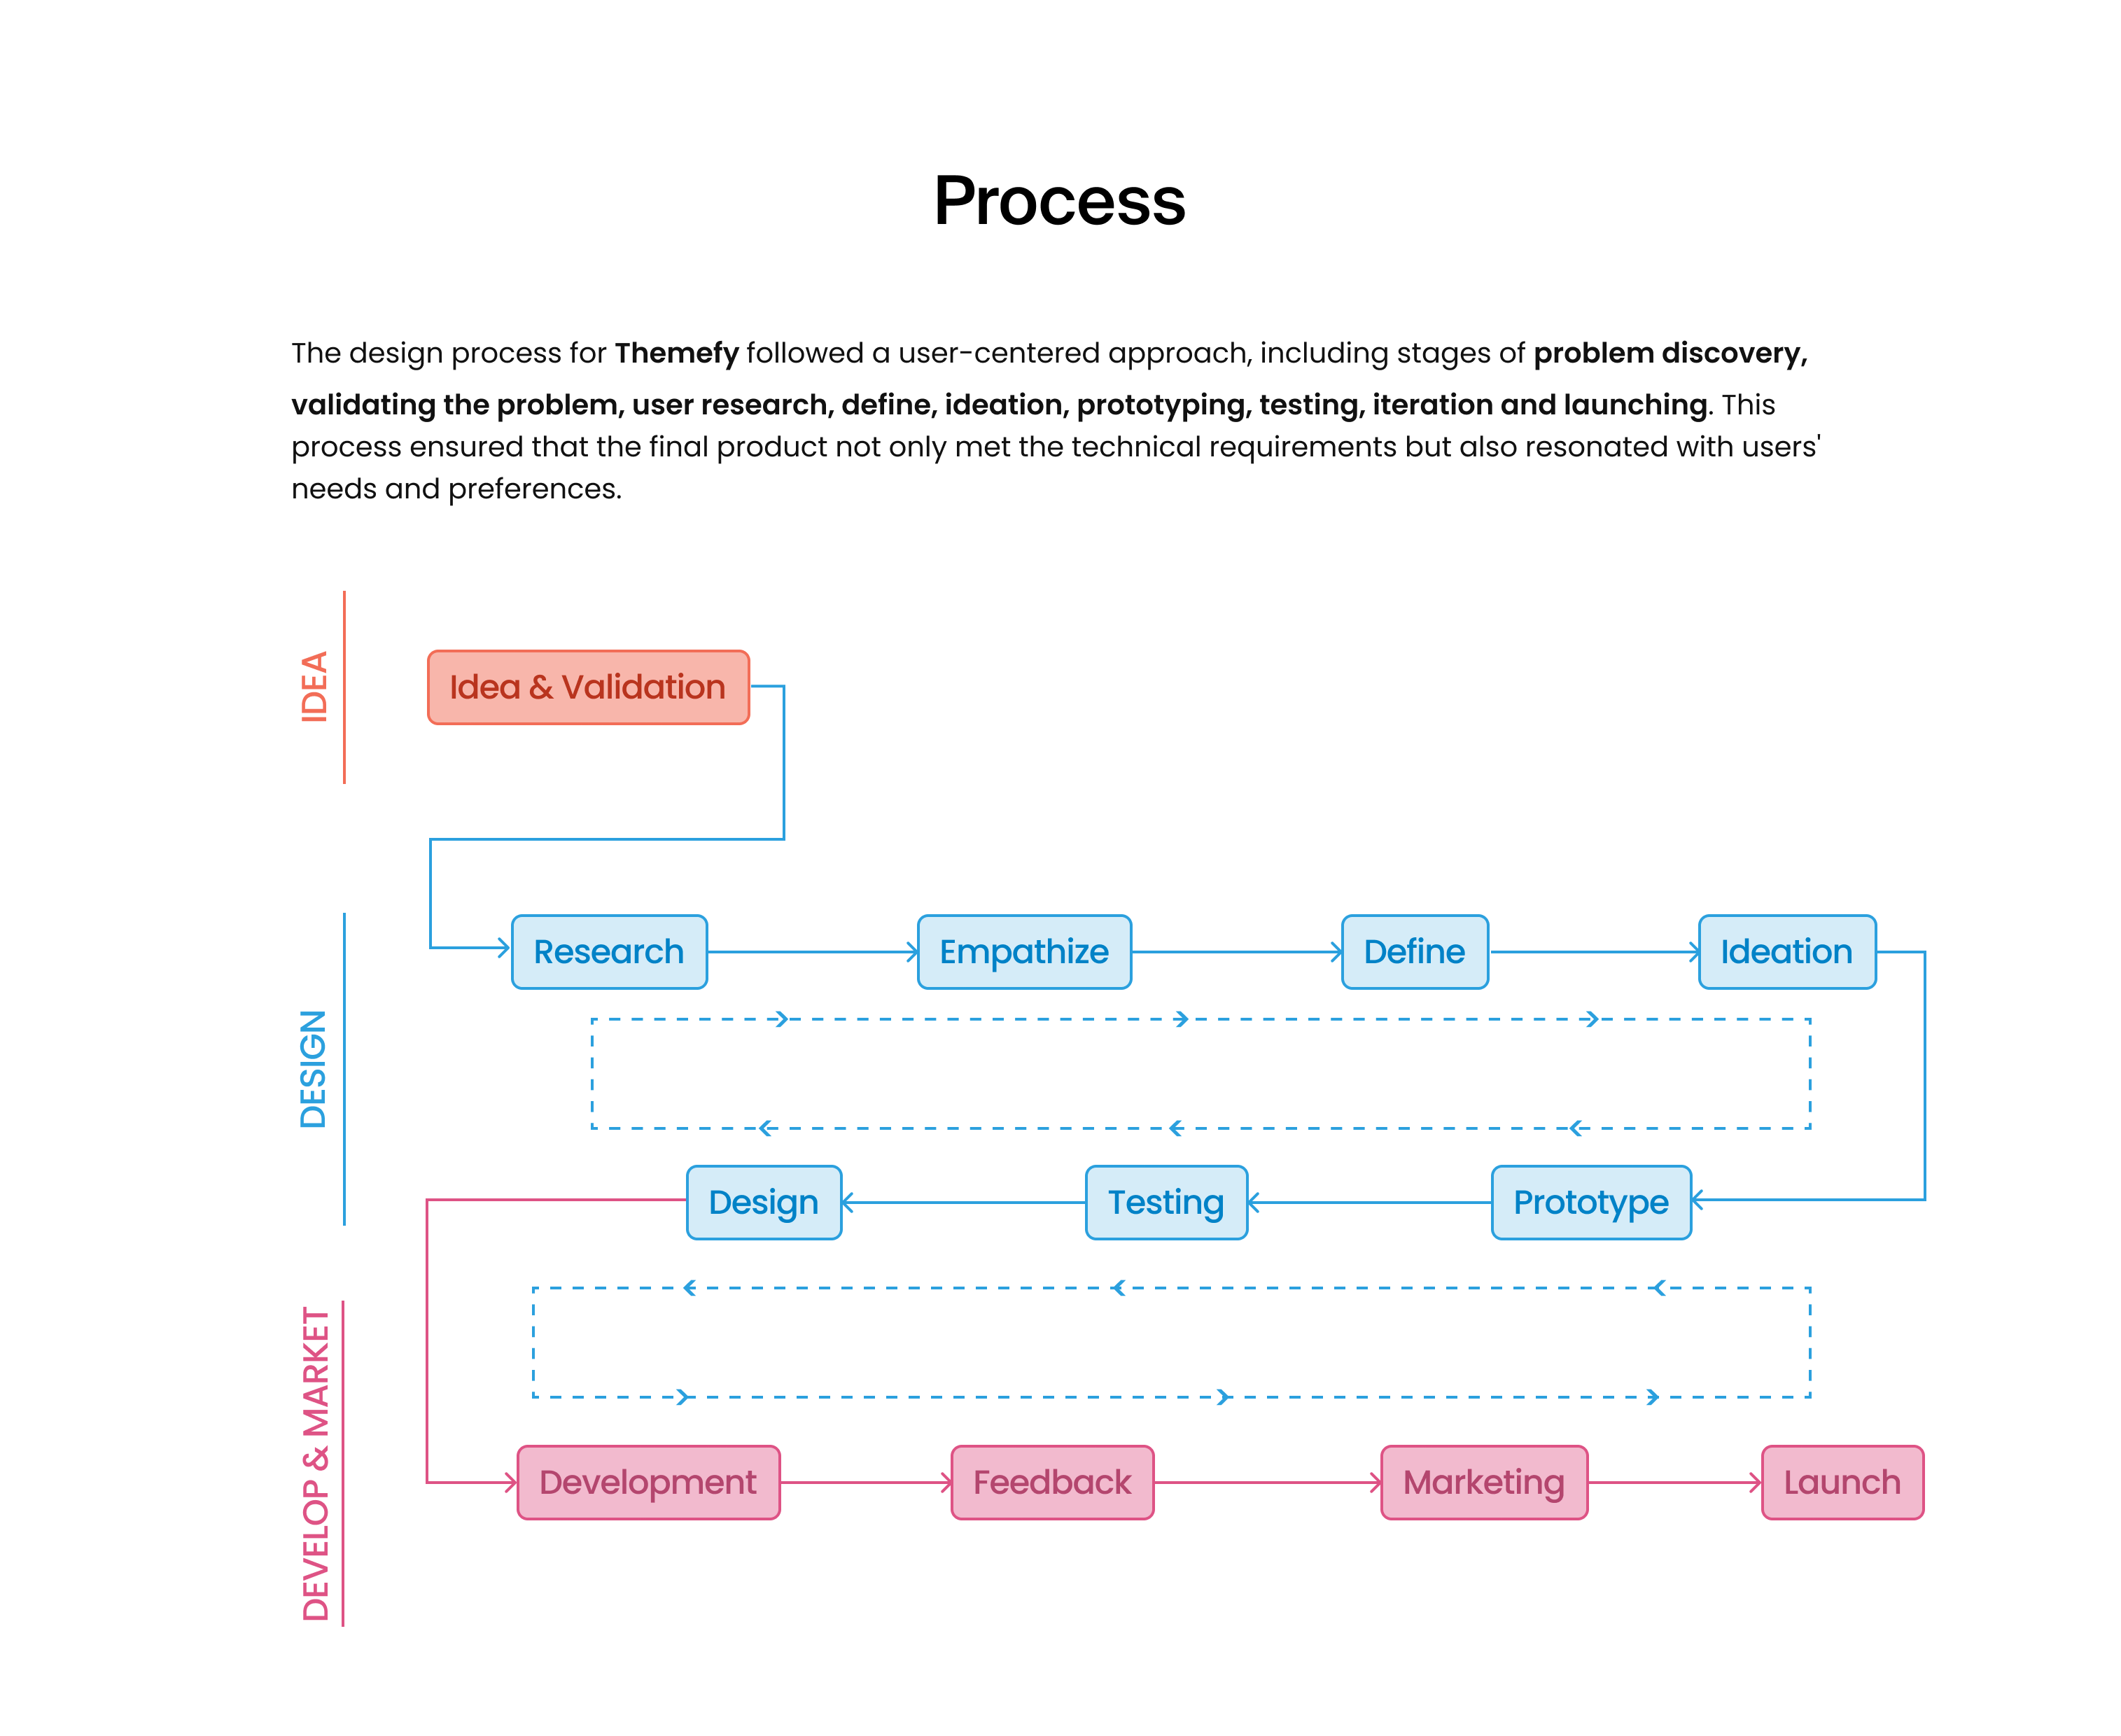 Process
The design process for Themefy followed a user-centered approach, including stages of problem discovery,
validating the problem, user research, define, ideation, prototyping, testing, iteration and launching. This
process ensured that the final product not only met the technical requirements but also resonated with users'
needs and preferences.
IDEA
Idea & Validation
DESIGN
Research
Empathize
Define
Ideation
Design
Testing
Prototype
DEVELOP & MARKET
Development
Feedback
Marketing
Launch